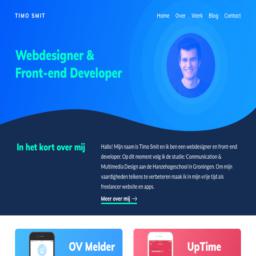 TIMO SMIT
Home Over Werk Blog Contact
Webdesigner &
Front-end Developer
In het kort over mij
Hallo! Mijn naam is Timo Smit en ik ben een webdesigner en front-end
developer. Op dit moment volg ik de studie: Communication &
Multimedia Design aan de Hanzehogeschool in Groningen. Om mijn
vaardigheden telkens te verbeteren maak ik in mijn vrije tijd als
freelancer website en apps.
Meer over mij
OV Melder
UpTime